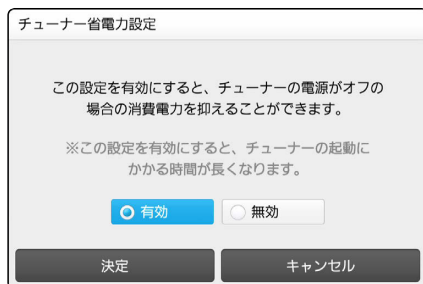 チューナー省電力設定
この設定を有効にすると、チューナーの電源がオフの
場合の消費電力を抑えることができます。
※この設定を有効にすると、チューナーの起動に
かかる時間が長くなります。
有効
無効
決定
キャンセル